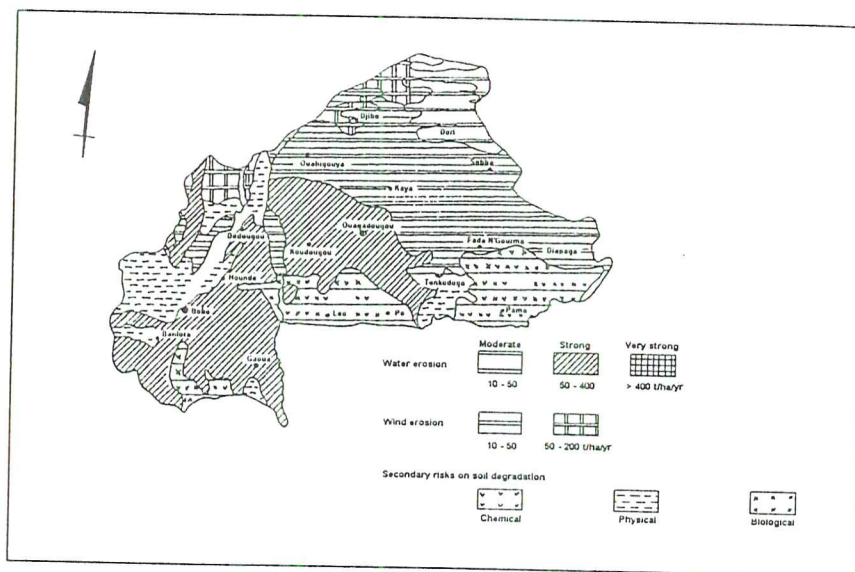 Djibo
Dori
Ouahigouya
Sebba
Kaya
Ouagadougou
Dedougou
Koudougou
Fada N'Gourma
Diapaga
Hounde
Tenkodogo
Bobo
Leo
Po
Pama
Banfora
Gaoua
Moderate Strong Very strong
Water erosion
10 - 50 50 - 400 > 400 t/ha/yr
Wind erosion
10 - 50 50 - 200 t/ha/yr
Secondary risks on soil degradation
Chemical Physical Biological